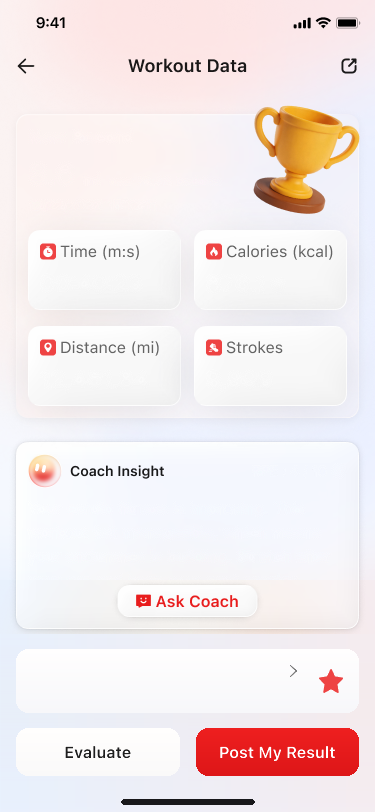 9:41
Workout Data
Time (m:s)
Calories (kcal)
Distance (mi)
Strokes
Coach Insight
Ask Coach
Evaluate
Post My Result